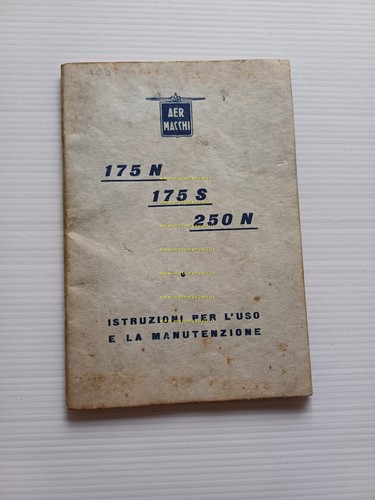 AER
MACCHI
175 N
175 S
250 N
ISTRUZIONI PER L'USO
E LA MANUTENZIONE